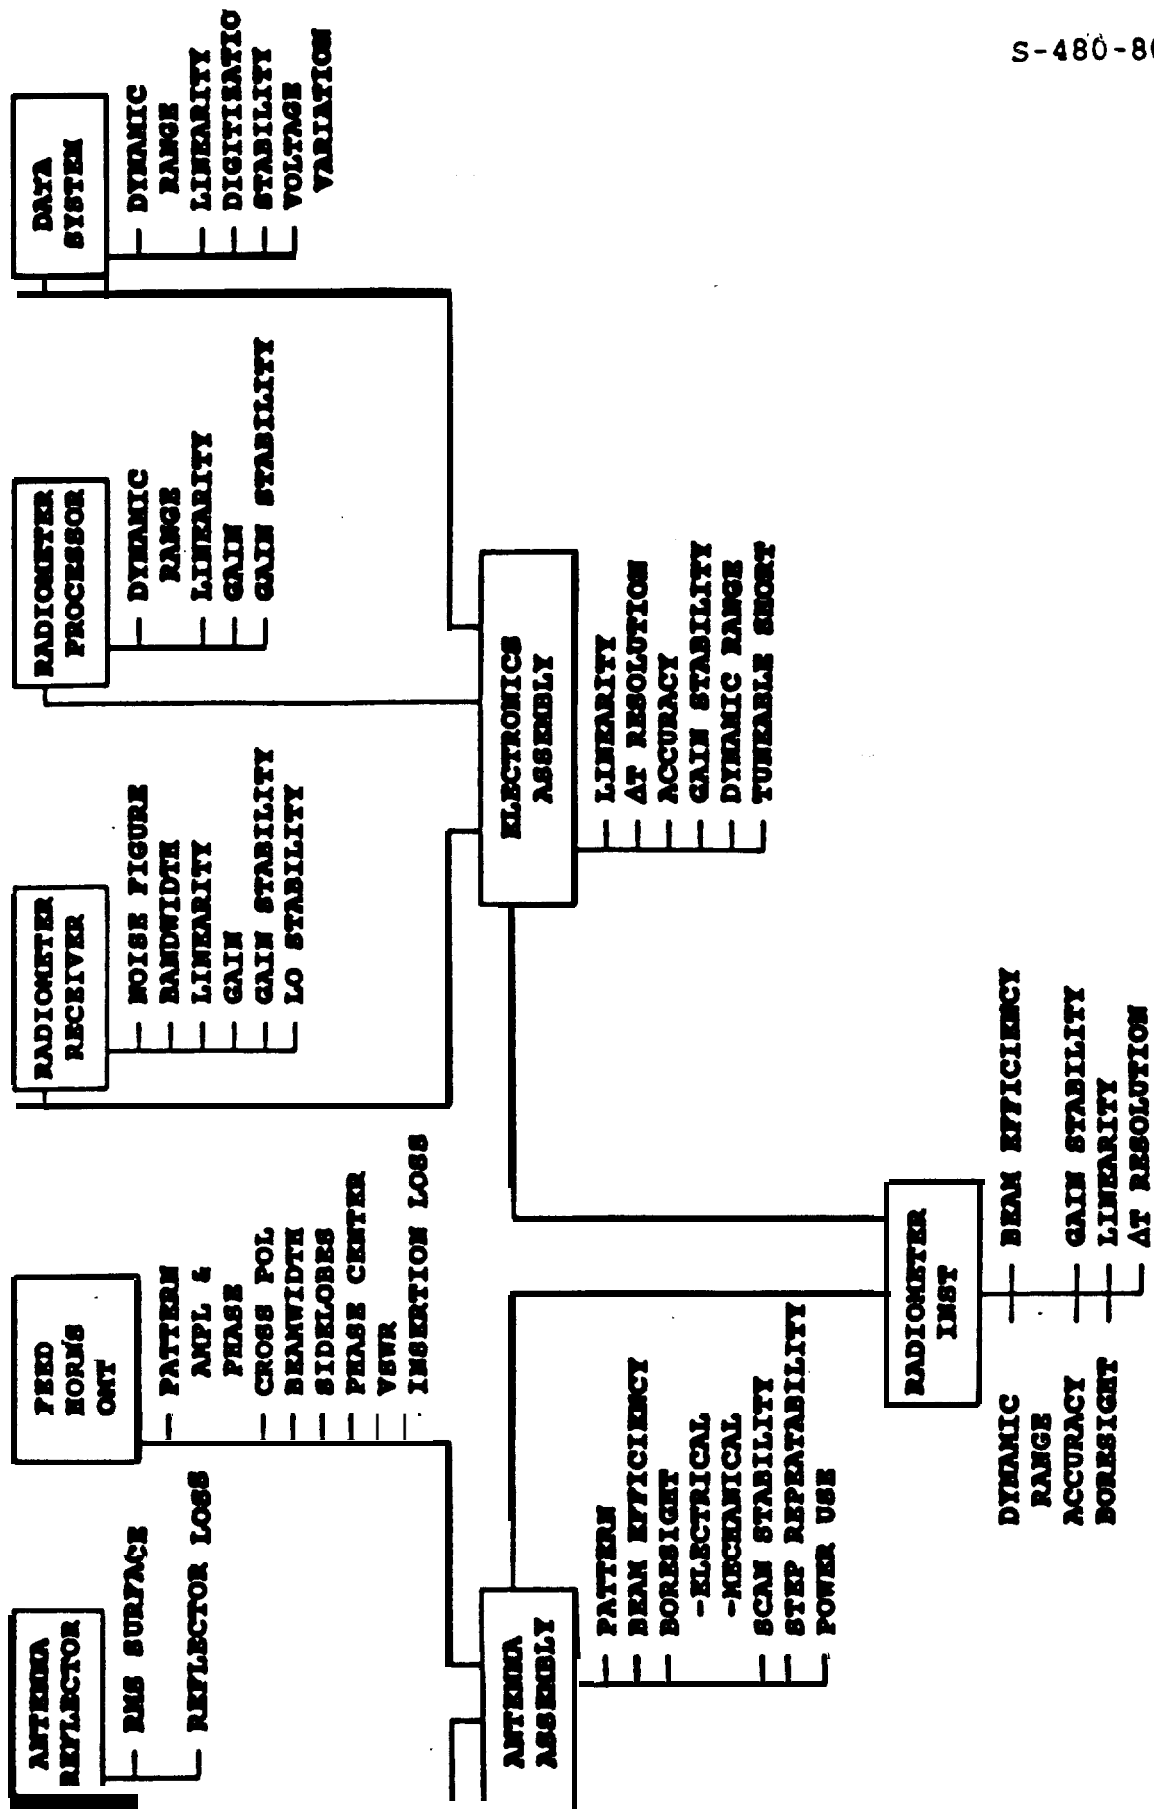 S-480-80
ANTENNA
REFLECTOR
RMS SURFACE
REFLECTOR LOSS
FEED
HORNS
OMT
PATTERN
AMPL &
PHASE
CROSS POL
BEAMWIDTH
SIDELOBES
PHASE CENTER
VSWR
INSERTION LOSS
RADIOMETER
RECEIVER
NOISE FIGURE
BANDWIDTH
LINEARITY
GAIN
GAIN STABILITY
LO STABILITY
RADIOMETER
PROCESSOR
DYNAMIC
RANGE
LINEARITY
GAIN
GAIN STABILITY
DATA
SYSTEM
DYNAMIC
RANGE
LINEARITY
DIGITIZATIO
STABILITY
VOLTAGE
VARIATION
ANTENNA
ASSEMBLY
PATTERN
BEAM EFFICIENCY
BORESIGHT
-ELECTRICAL
-MECHANICAL
SCAN STABILITY
STEP REPEATABILITY
POWER USE
ELECTRONICS
ASSEMBLY
LINEARITY
ΔT RESOLUTION
ACCURACY
GAIN STABILITY
DYNAMIC RANGE
TUNEABLE SHORT
RADIOMETER
INST
DYNAMIC
RANGE
ACCURACY
BORESIGHT
BEAM EFFICIENCY
GAIN STABILITY
LINEARITY
ΔT RESOLUTION